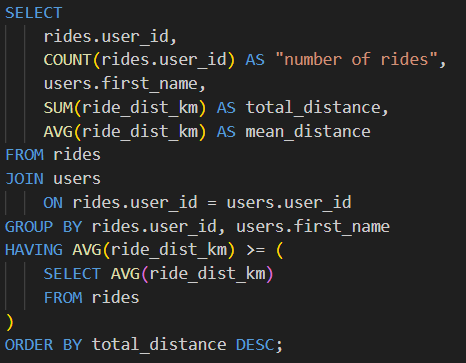 SELECT
    rides.user_id,
    COUNT(rides.user_id) AS "number of rides",
    users.first_name,
    SUM(ride_dist_km) AS total_distance,
    AVG(ride_dist_km) AS mean_distance
FROM rides
JOIN users
    ON rides.user_id = users.user_id
GROUP BY rides.user_id, users.first_name
HAVING AVG(ride_dist_km) >= (
    SELECT AVG(ride_dist_km)
    FROM rides
)
ORDER BY total_distance DESC;